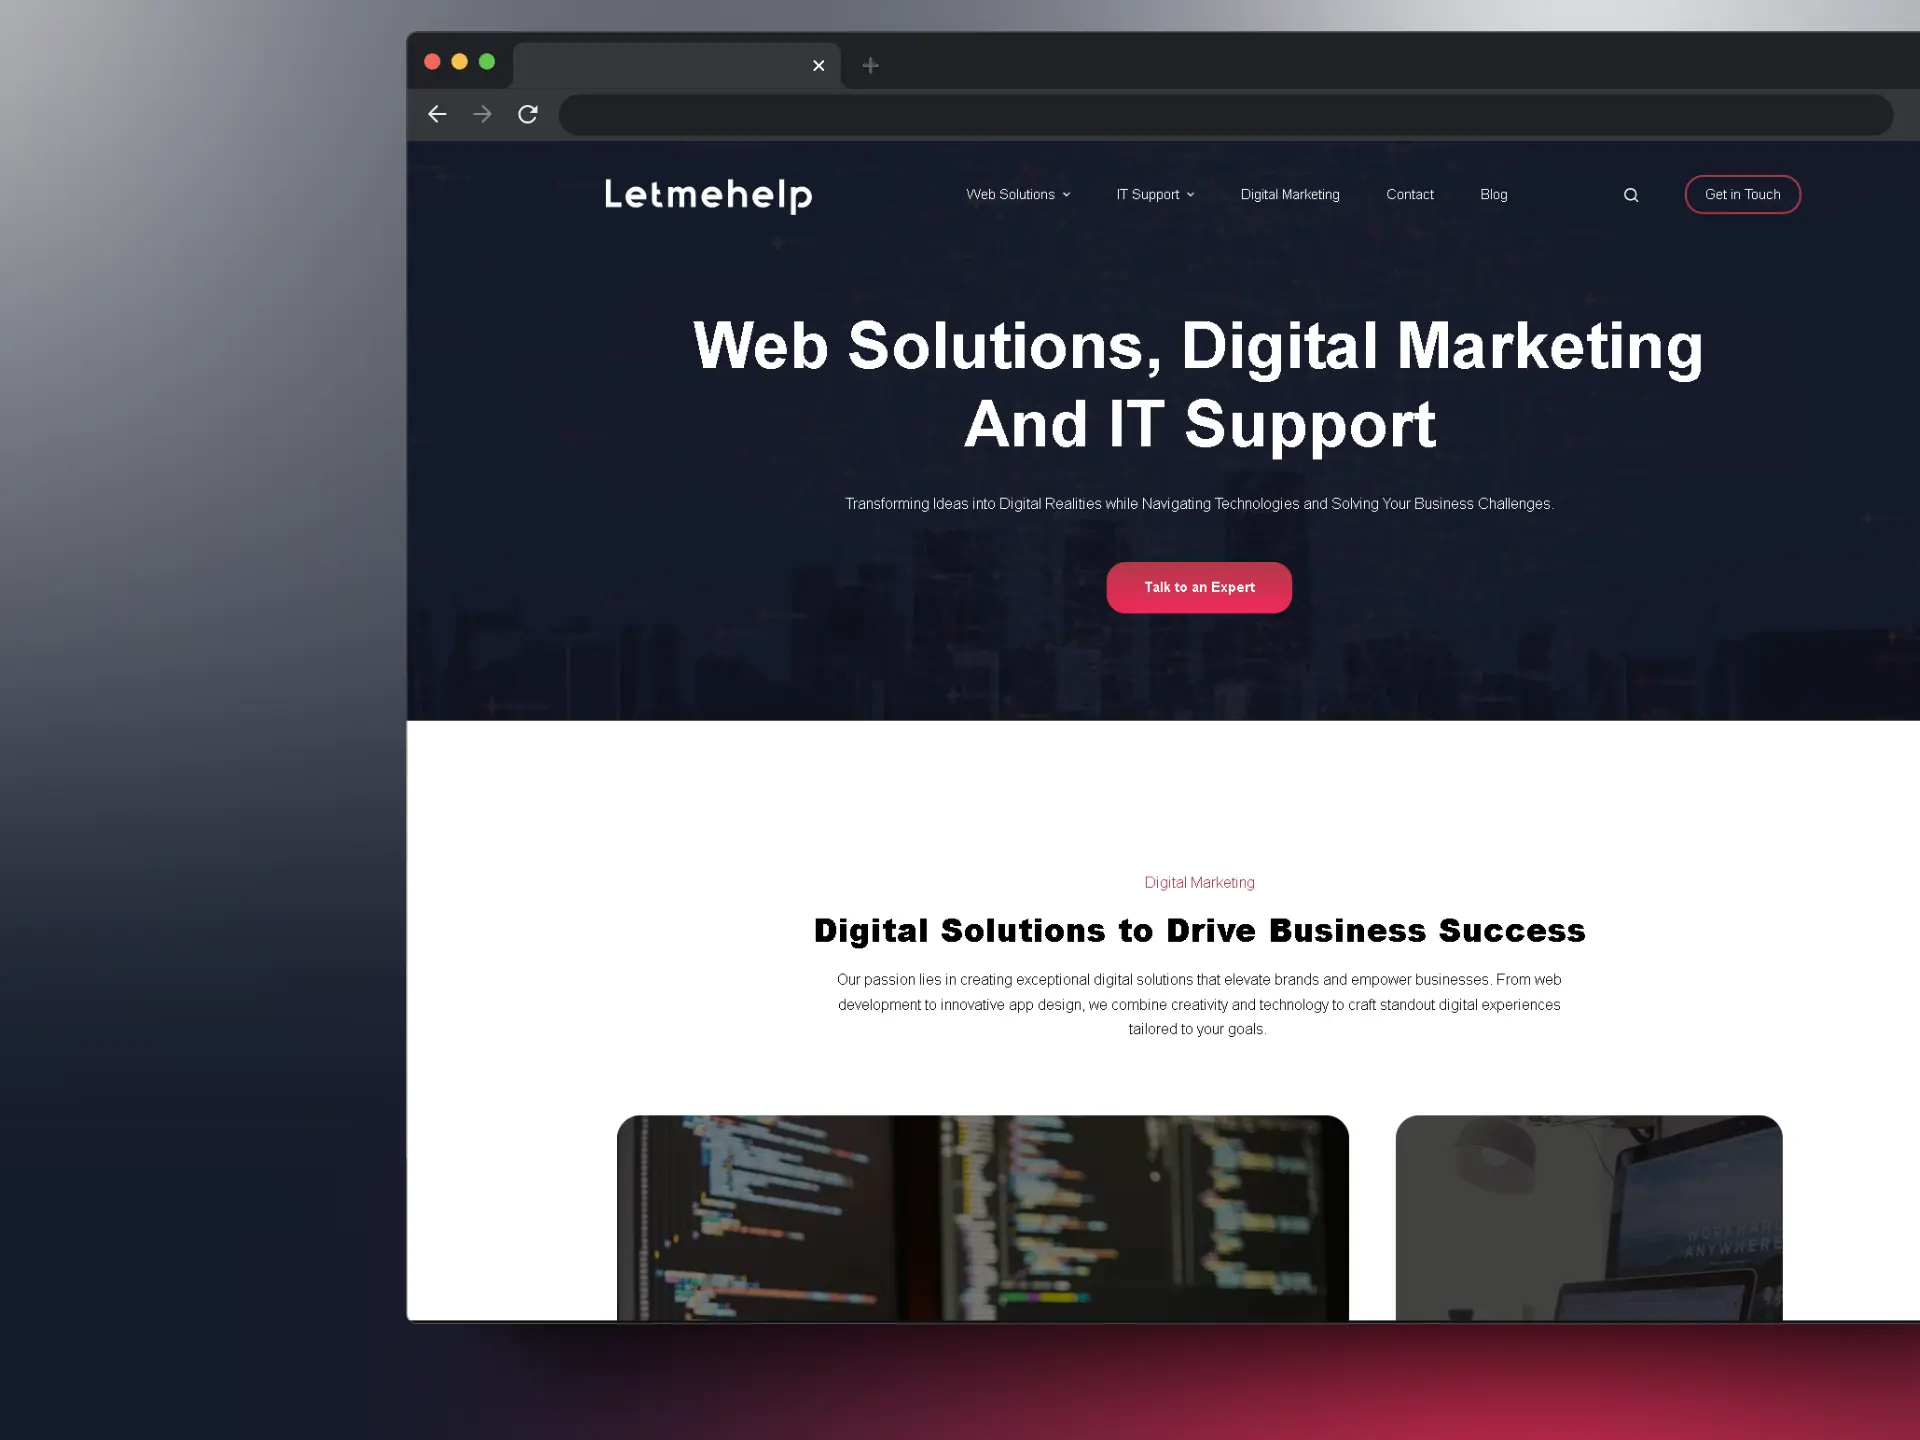 Letmehelp
Web Solutions
IT Support
Digital Marketing
Contact
Blog
Get in Touch
Web Solutions, Digital Marketing
And IT Support
Transforming Ideas into Digital Realities while Navigating Technologies and Solving Your Business Challenges.
Talk to an Expert
Digital Marketing
Digital Solutions to Drive Business Success
Our passion lies in creating exceptional digital solutions that elevate brands and empower businesses. From web
development to innovative app design, we combine creativity and technology to craft standout digital experiences
tailored to your goals.
ANYWHERE